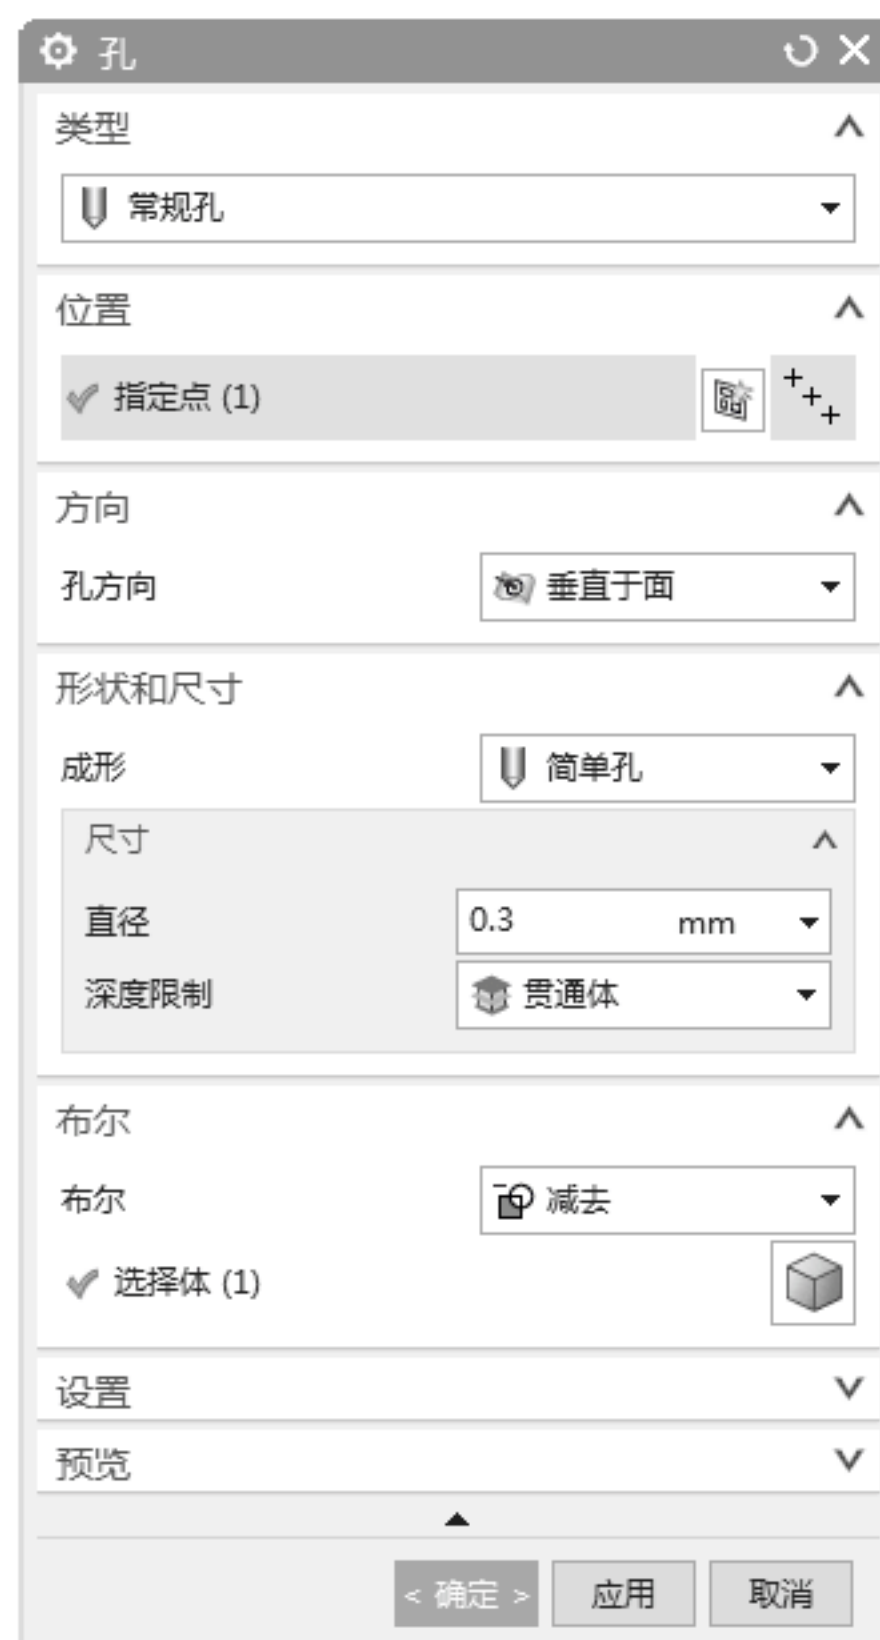 孔
类型
常规孔
位置
指定点 (1)
方向
孔方向 垂直于面
形状和尺寸
成形 简单孔
尺寸
直径 0.3 mm
深度限制 贯通体
布尔
布尔 减去
选择体 (1)
设置
预览
< 确定 > 应用 取消